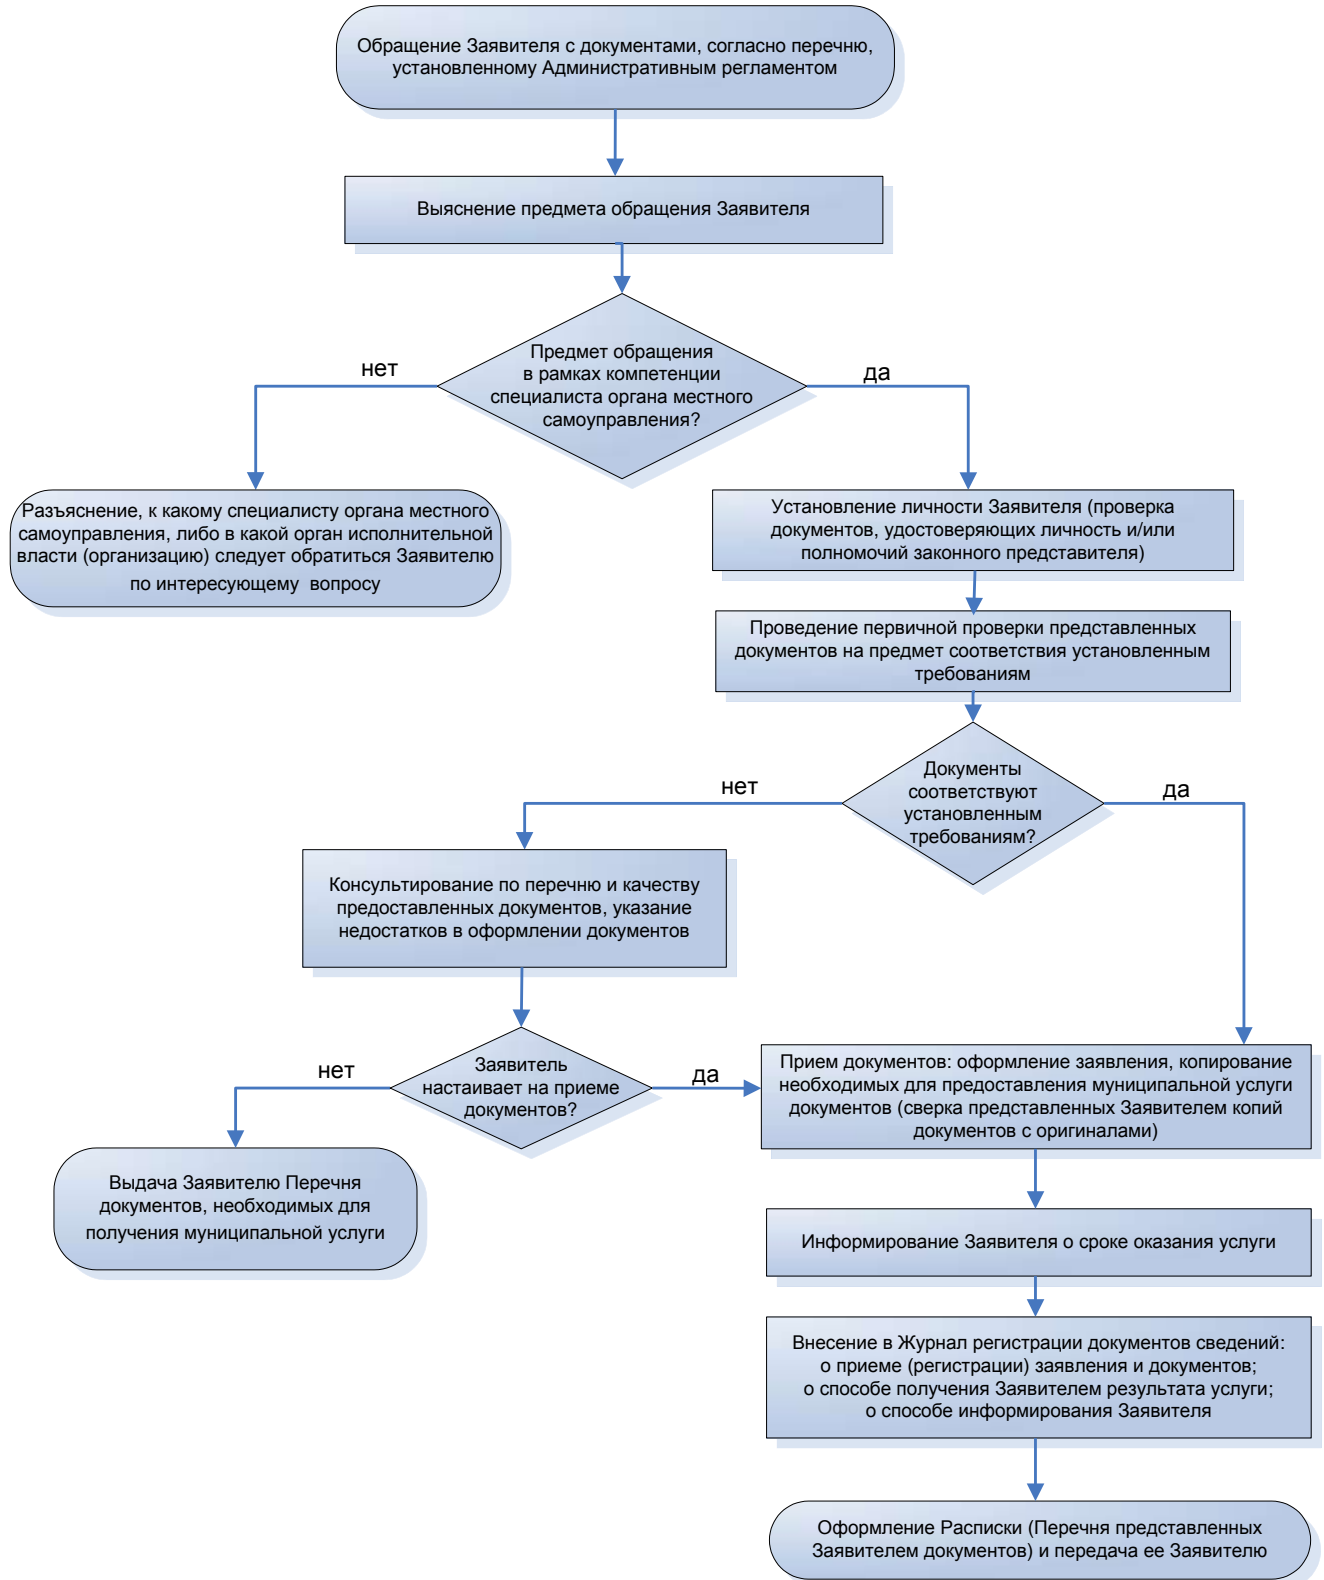 Обращение Заявителя с документами, согласно перечню,
установленному Административным регламентом
Выяснение предмета обращения Заявителя
Предмет обращения
в рамках компетенции
специалиста органа местного
самоуправления?
нет
да
Разъяснение, к какому специалисту органа местного
самоуправления, либо в какой орган исполнительной
власти (организацию) следует обратиться Заявителю
по интересующему вопросу
Установление личности Заявителя (проверка
документов, удостоверяющих личность и/или
полномочий законного представителя)
Проведение первичной проверки представленных
документов на предмет соответствия установленным
требованиям
Документы
соответствуют
установленным
требованиям?
нет
да
Консультирование по перечню и качеству
предоставленных документов, указание
недостатков в оформлении документов
Заявитель
настаивает на приеме
документов?
нет
да
Прием документов: оформление заявления, копирование
необходимых для предоставления муниципальной услуги
документов (сверка представленных Заявителем копий
документов с оригиналами)
Выдача Заявителю Перечня
документов, необходимых для
получения муниципальной услуги
Информирование Заявителя о сроке оказания услуги
Внесение в Журнал регистрации документов сведений:
о приеме (регистрации) заявления и документов;
о способе получения Заявителем результата услуги;
о способе информирования Заявителя
Оформление Расписки (Перечня представленных
Заявителем документов) и передача ее Заявителю